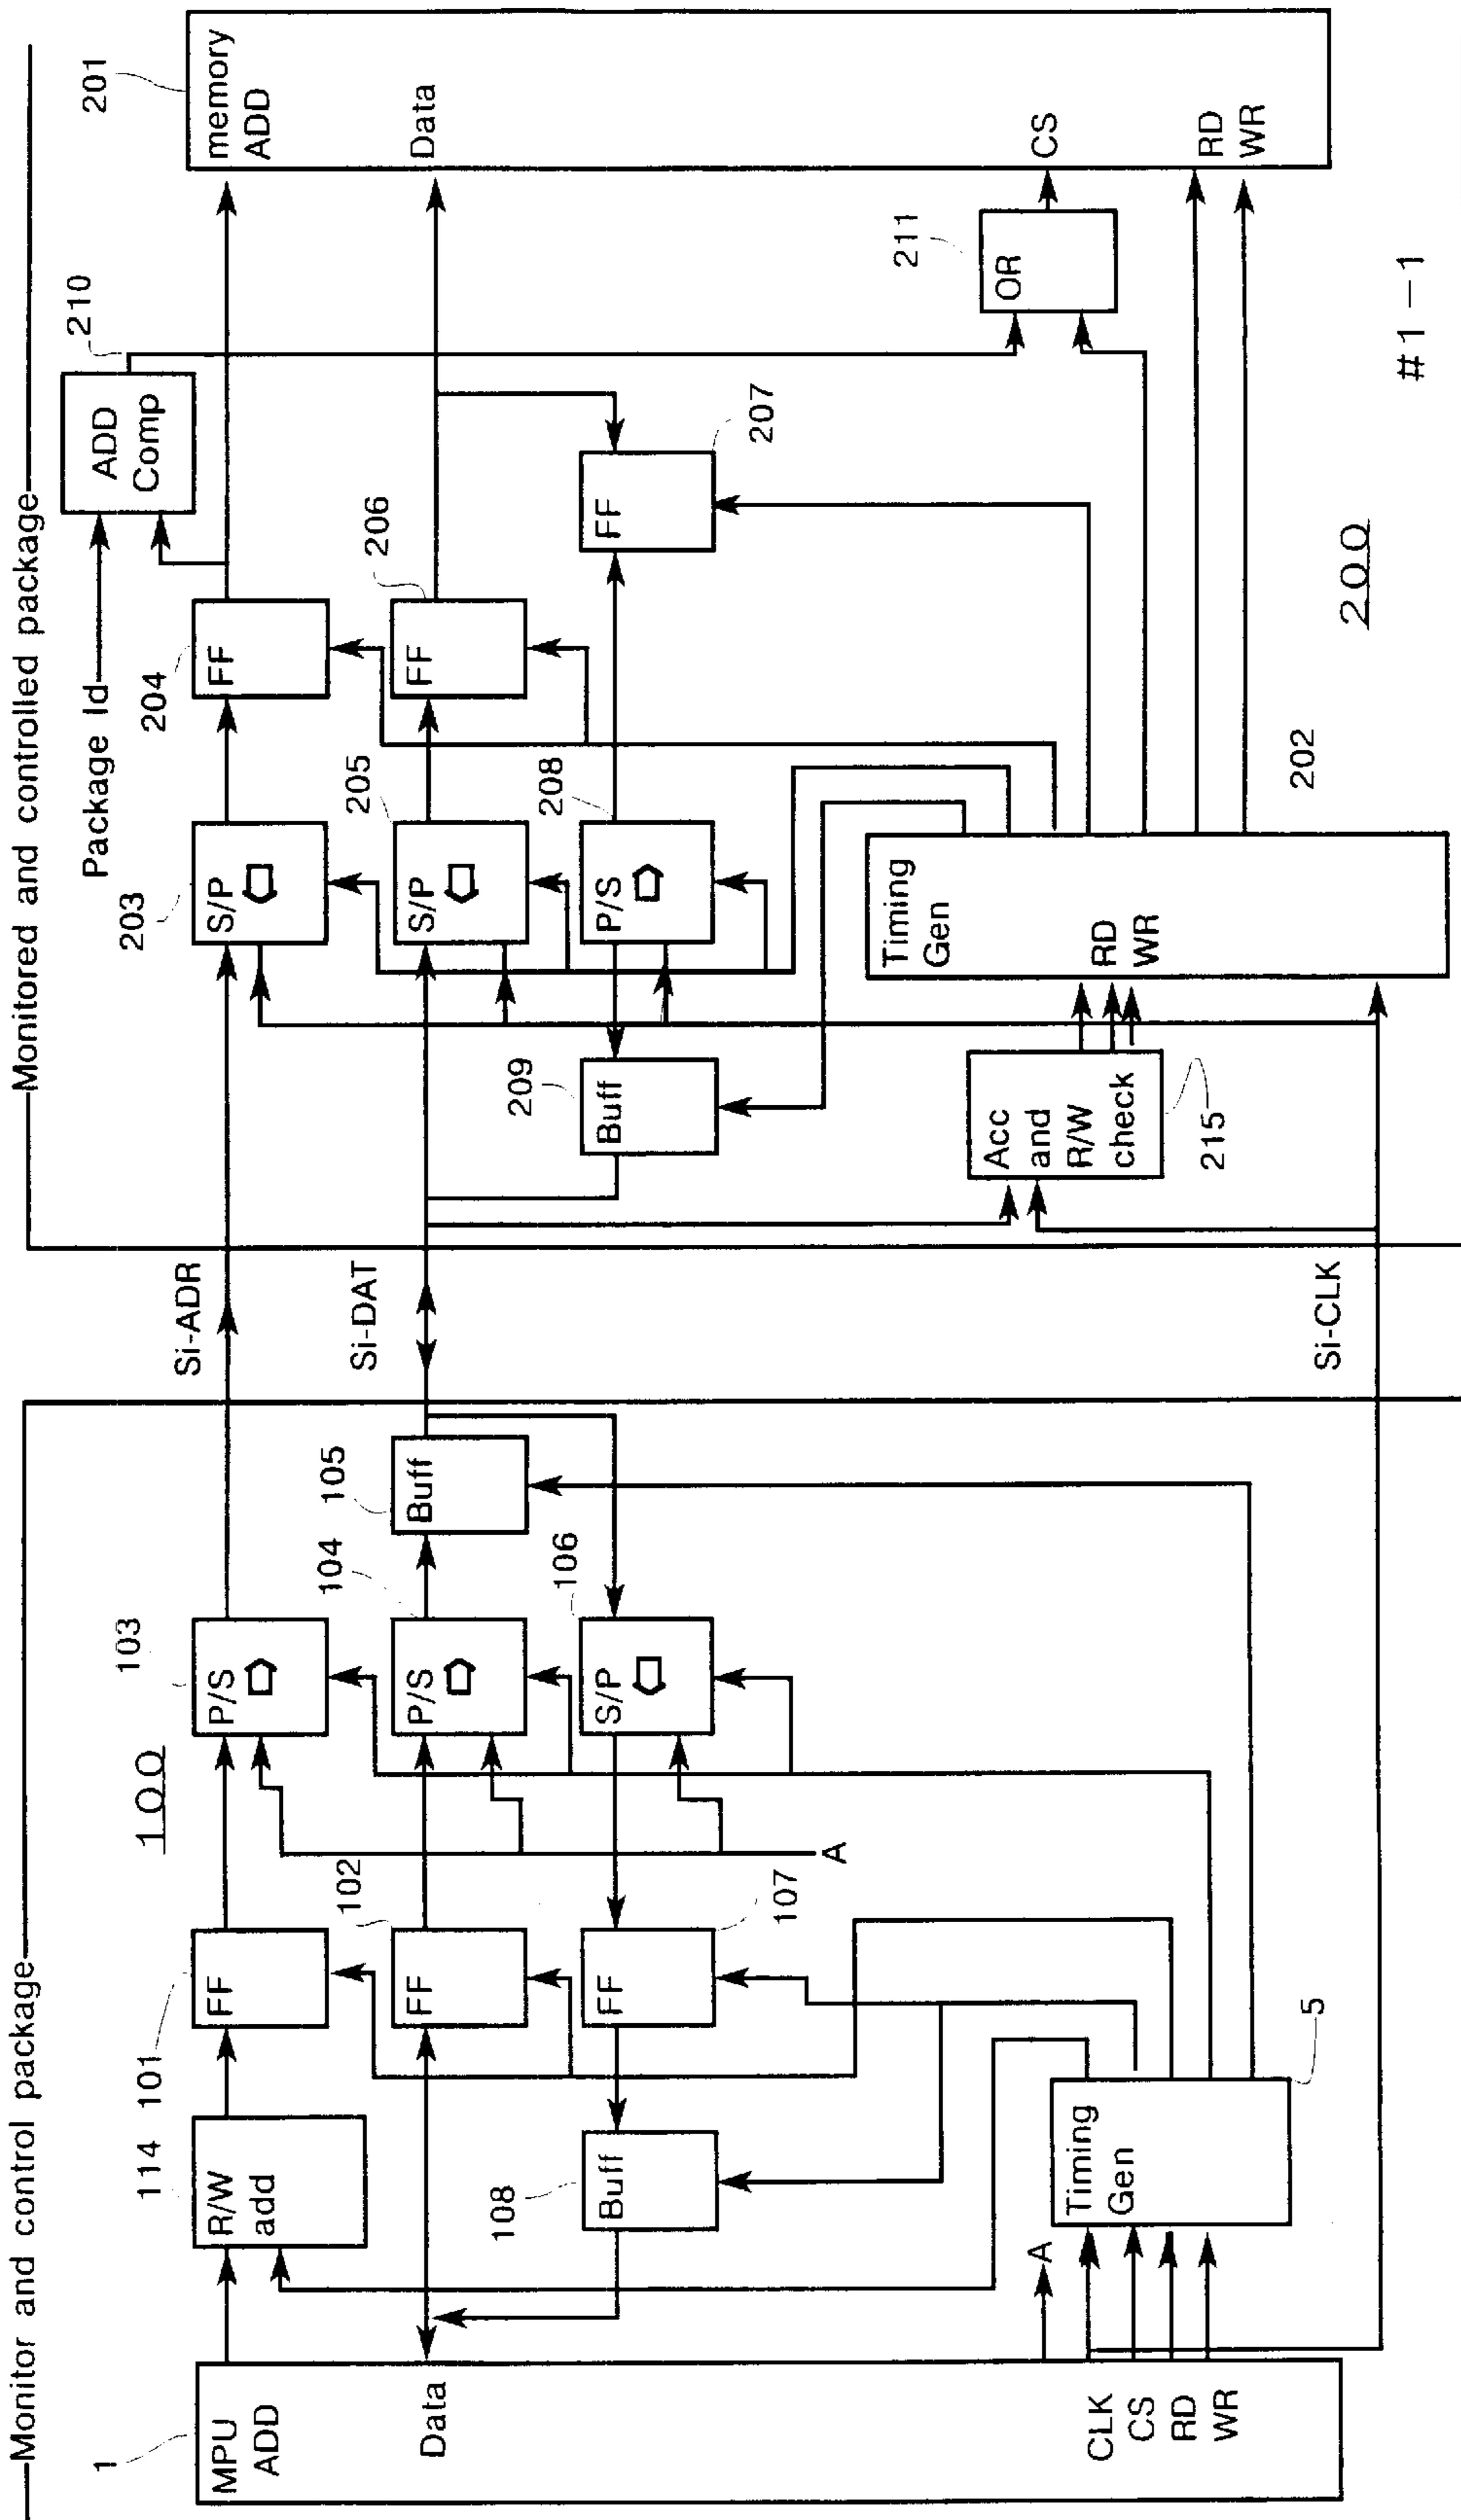 Monitor and control package
1
MPU
ADD
Data
CLK
CS
RD
WR
A
114
R/W
add
101
FF
102
FF
107
FF
108
Buff
Timing
Gen
5
100
103
P/S
104
P/S
106
S/P
105
Buff
A
Si-ADR
Si-DAT
Si-CLK
Monitored and controlled package
Package Id
203
S/P
204
FF
205
S/P
206
FF
208
P/S
207
FF
209
Buff
215
Acc
and
R/W
check
Timing
Gen
RD
WR
202
210
ADD
Comp
211
OR
201
memory
ADD
Data
CS
RD
WR
200
#1-1